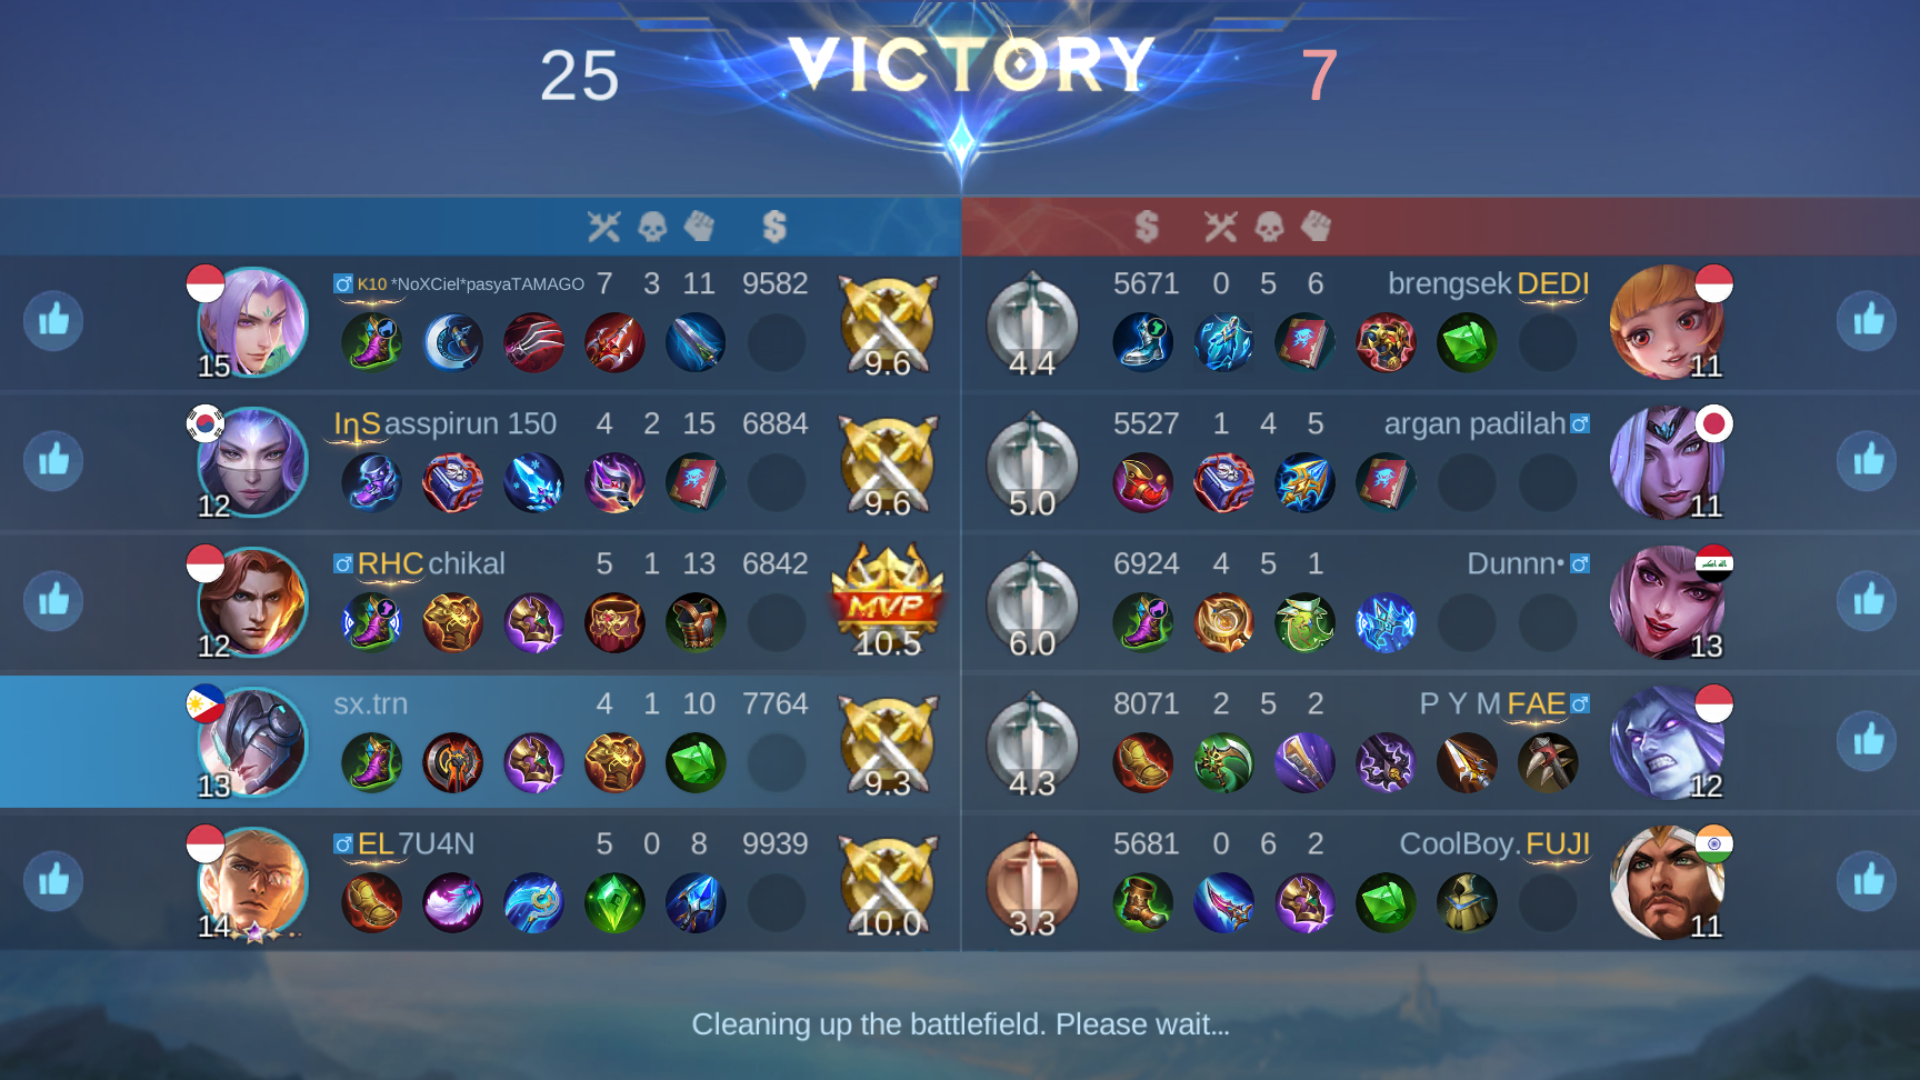 25 VICTORY 7
$ $
K10 *NoXCiel*pasyaTAMAGO 7 3 11 9582 15 9.6
4.4 5671 0 5 6 brengsek DEDI 11
IηS asspirun 150 4 2 15 6884 12 9.6
5.0 5527 1 4 5 argan padilah 11
RHC chikal 5 1 13 6842 12 MVP 10.5
6.0 6924 4 5 1 Dunnn• 13
sx.trn 4 1 10 7764 13 9.3
4.3 8071 2 5 2 P Y M FAE 12
EL 7U4N 5 0 8 9939 14 10.0
3.3 5681 0 6 2 CoolBoy. FUJI 11
Cleaning up the battlefield. Please wait...